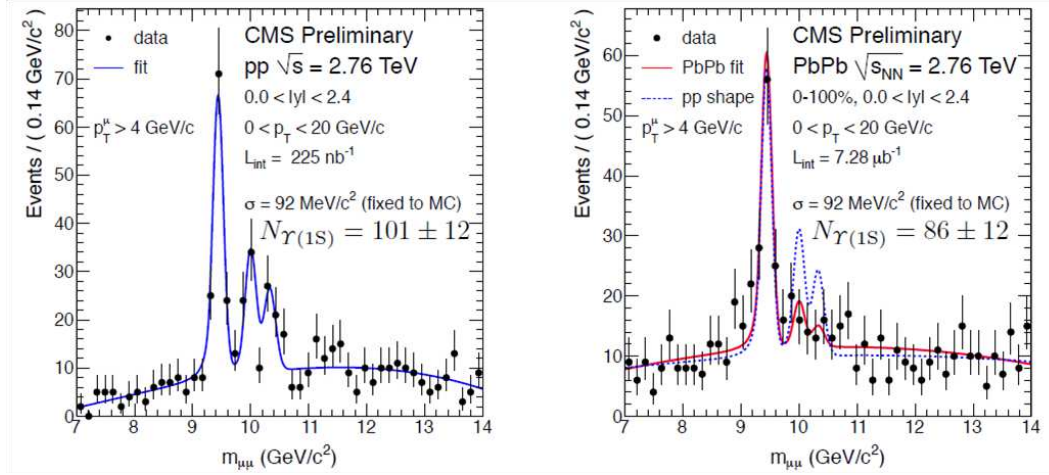 Events / ( 0.14 GeV/c² )
80
70
60
50
40
30
20
10
0
data
fit
p_T^μ > 4 GeV/c
CMS Preliminary
pp √s = 2.76 TeV
0.0 < |y| < 2.4
0 < p_T < 20 GeV/c
L_int = 225 nb⁻¹
σ = 92 MeV/c² (fixed to MC)
N_ϒ(1S) = 101 ± 12
7 8 9 10 11 12 13 14
m_μμ (GeV/c²)
Events / ( 0.14 GeV/c² )
60
50
40
30
20
10
0
data
PbPb fit
pp shape
p_T^μ > 4 GeV/c
CMS Preliminary
PbPb √s_NN = 2.76 TeV
0-100%, 0.0 < |y| < 2.4
0 < p_T < 20 GeV/c
L_int = 7.28 μb⁻¹
σ = 92 MeV/c² (fixed to MC)
N_ϒ(1S) = 86 ± 12
7 8 9 10 11 12 13 14
m_μμ (GeV/c²)